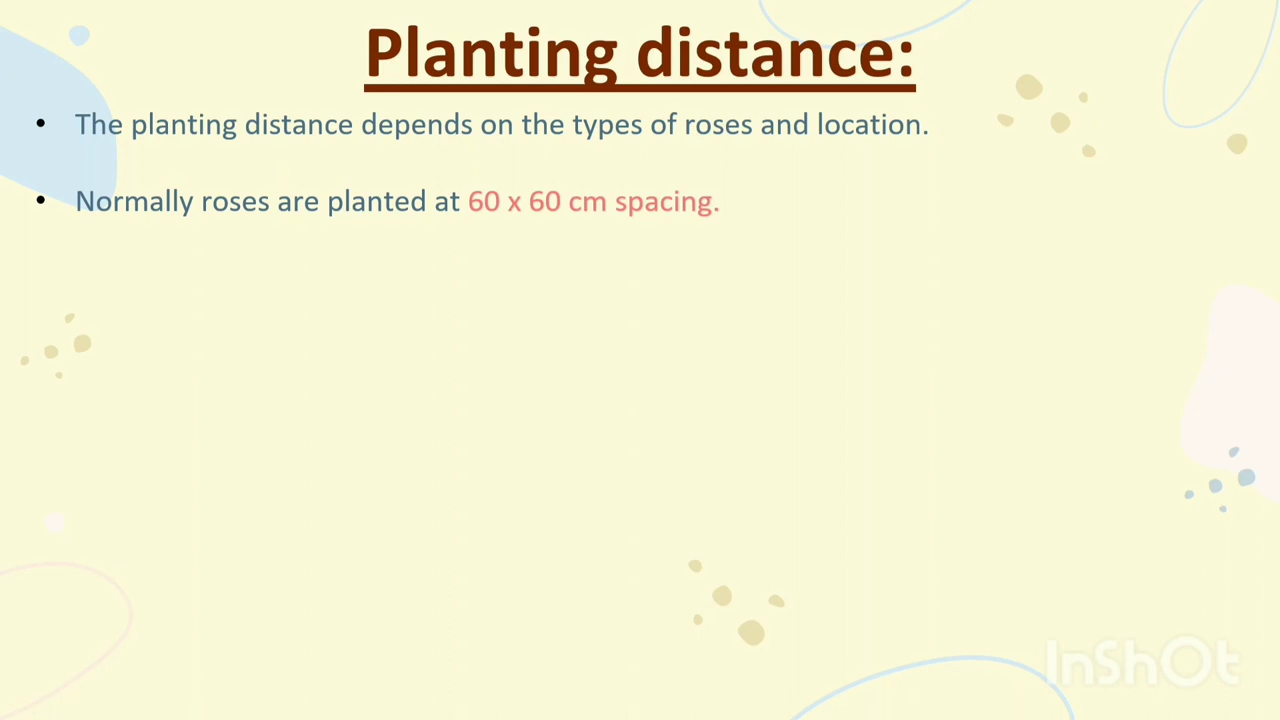 Planting distance:
• The planting distance depends on the types of roses and location.
• Normally roses are planted at 60 x 60 cm spacing.
InShOt